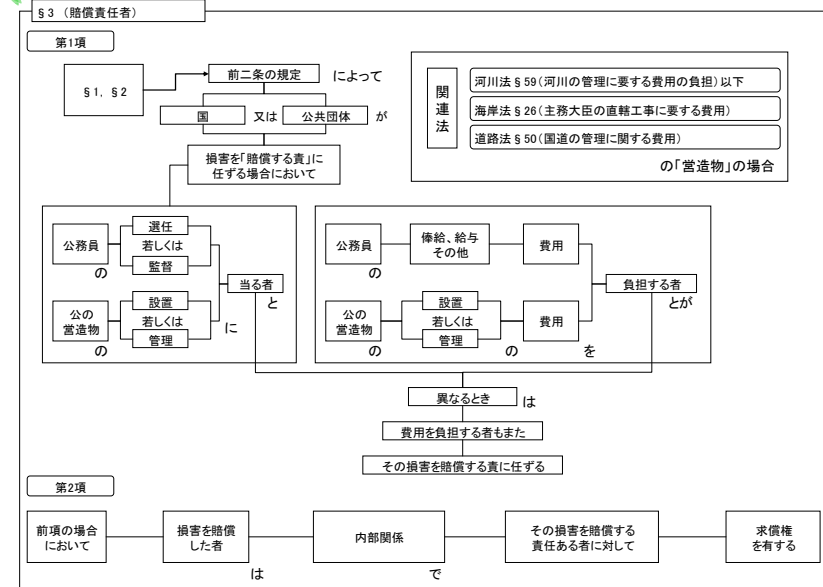 §3 (賠償責任者)
第1項
§1, §2
前二条の規定 によって
国 又は 公共団体 が
損害を「賠償する責」に
任ずる場合において
関連法
河川法§59(河川の管理に要する費用の負担)以下
海岸法§26(主務大臣の直轄工事に要する費用)
道路法§50(国道の管理に関する費用)
の「営造物」の場合
公務員
の
選任
若しくは
監督
公の
営造物
の
設置
若しくは
管理
に
当る者
と
公務員
の
俸給、給与
その他
費用
公の
営造物
の
設置
若しくは
管理
の
費用
を
負担する者
とが
異なるとき は
費用を負担する者もまた
その損害を賠償する責に任ずる
第2項
前項の場合
において
損害を賠償
した者
は
内部関係
で
その損害を賠償する
責任ある者に対して
求償権
を有する